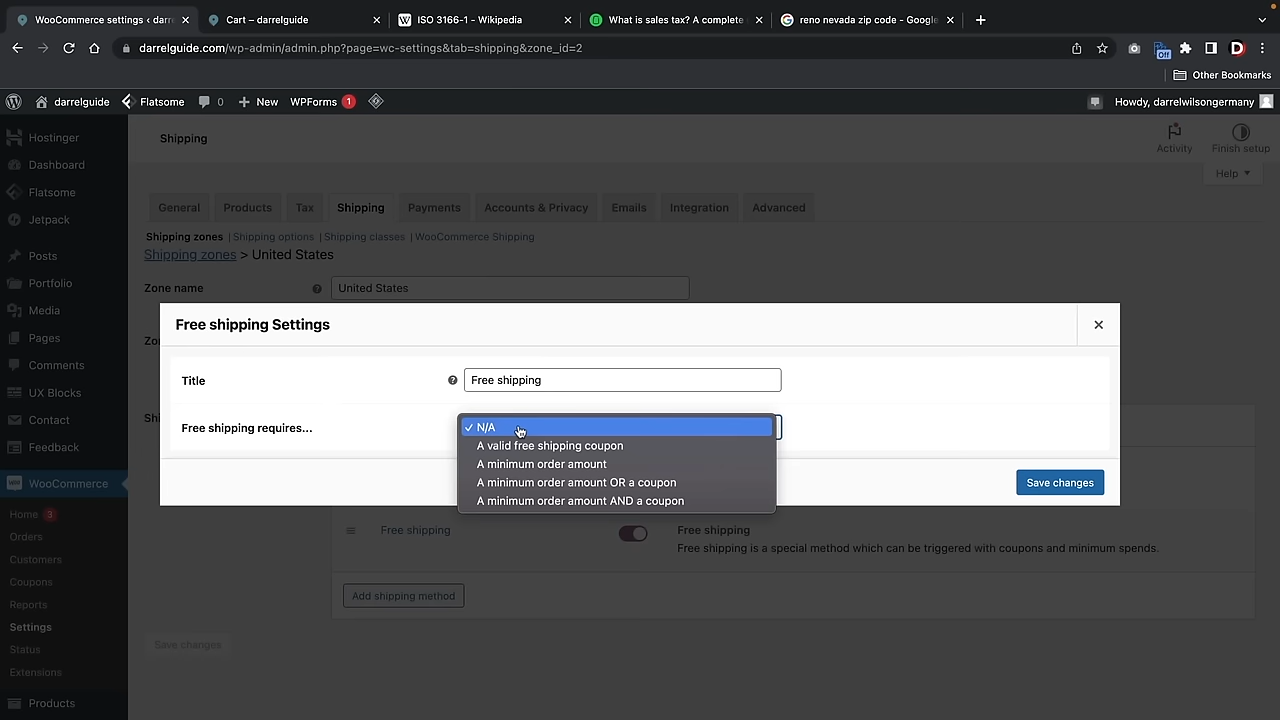 WooCommerce settings ‹ darre
Cart – darrelguide
W ISO 3166-1 - Wikipedia
What is sales tax? A complete
reno nevada zip code - Google
darrelguide.com/wp-admin/admin.php?page=wc-settings&tab=shipping&zone_id=2
Off
D
Other Bookmarks
darrelguide
Flatsome
0
New
WPForms 1
Howdy, darrelwilsongermany
Hostinger
Dashboard
Flatsome
Jetpack
Posts
Portfolio
Media
Pages
Comments
UX Blocks
Contact
Feedback
WooCommerce
Home 3
Orders
Customers
Coupons
Reports
Settings
Status
Extensions
Products
Shipping
Activity
Finish setup
Help
General Products Tax Shipping Payments Accounts & Privacy Emails Integration Advanced
Shipping zones | Shipping options | Shipping classes | WooCommerce Shipping
Shipping zones > United States
Zone name United States
Zo
Shi
Free shipping Settings
Title Free shipping
Free shipping requires...
✓ N/A
A valid free shipping coupon
A minimum order amount
A minimum order amount OR a coupon
A minimum order amount AND a coupon
Save changes
Free shipping
Free shipping
Free shipping is a special method which can be triggered with coupons and minimum spends.
Add shipping method
Save changes